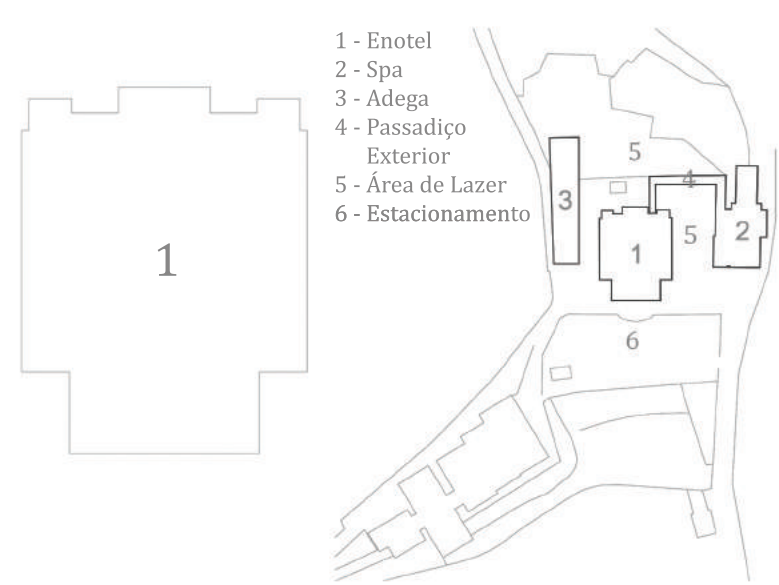 1 - Enotel
2 - Spa
3 - Adega
4 - Passadiço
Exterior
5 - Área de Lazer
6 - Estacionamento
1
5
4
3
5
2
1
6